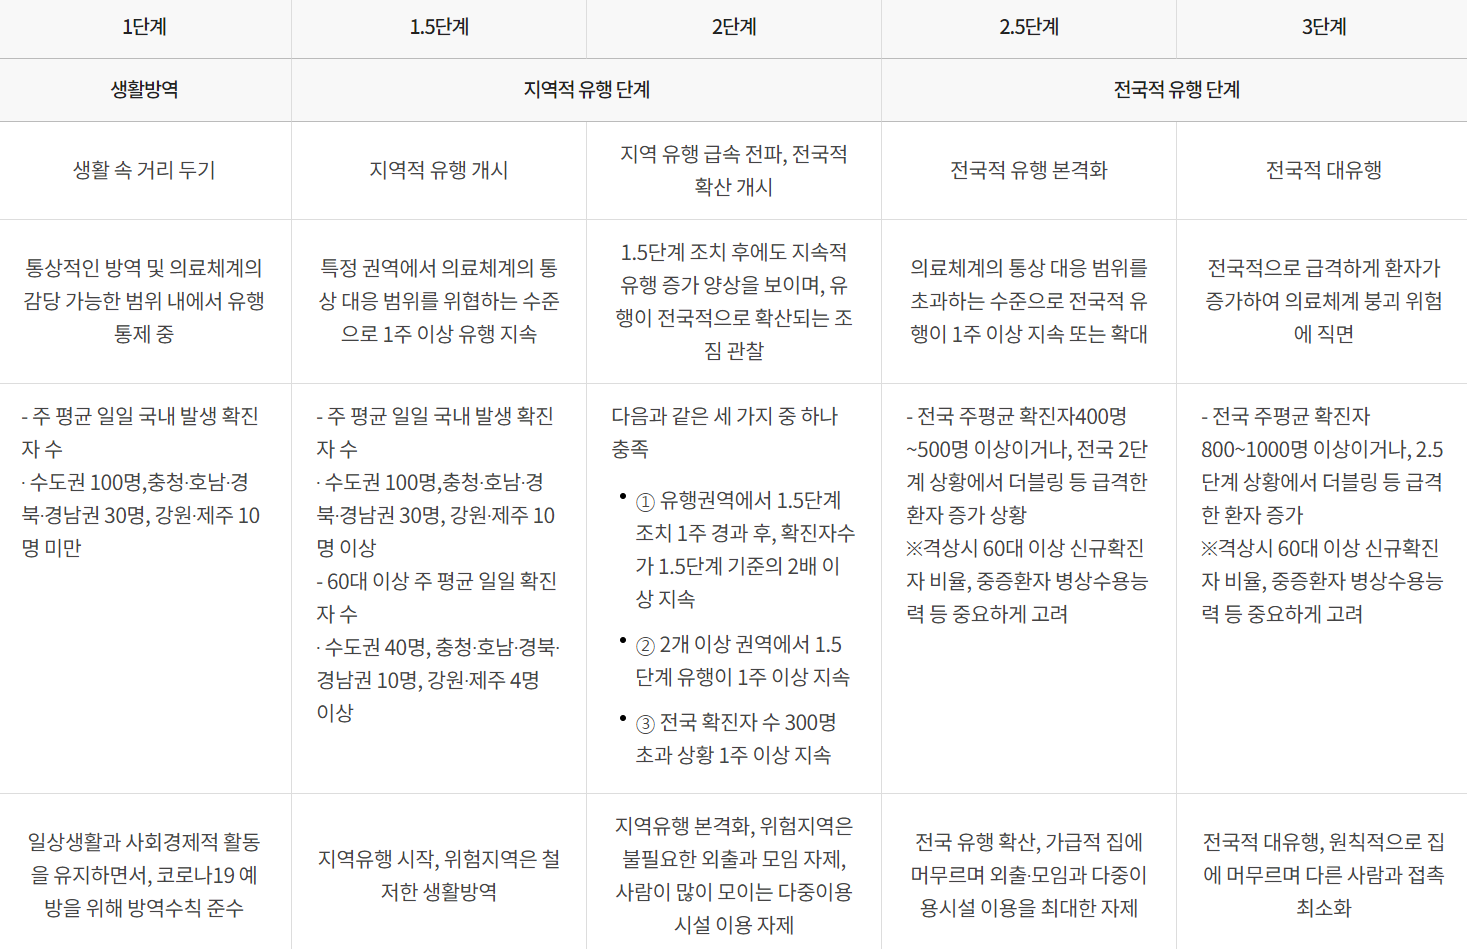 1단계
1.5단계
2단계
2.5단계
3단계
생활방역
지역적 유행 단계
전국적 유행 단계
생활 속 거리 두기
지역적 유행 개시
지역 유행 급속 전파, 전국적
확산 개시
전국적 유행 본격화
전국적 대유행
통상적인 방역 및 의료체계의
감당 가능한 범위 내에서 유행
통제 중
특정 권역에서 의료체계의 통
상 대응 범위를 위협하는 수준
으로 1주 이상 유행 지속
1.5단계 조치 후에도 지속적
유행 증가 양상을 보이며, 유
행이 전국적으로 확산되는 조
짐 관찰
의료체계의 통상 대응 범위를
초과하는 수준으로 전국적 유
행이 1주 이상 지속 또는 확대
전국적으로 급격하게 환자가
증가하여 의료체계 붕괴 위험
에 직면
- 주 평균 일일 국내 발생 확진
자 수
· 수도권 100명,충청·호남·경
북·경남권 30명, 강원·제주 10
명 미만
- 주 평균 일일 국내 발생 확진
자 수
· 수도권 100명,충청·호남·경
북·경남권 30명, 강원·제주 10
명 이상
- 60대 이상 주 평균 일일 확진
자 수
· 수도권 40명, 충청·호남·경북·
경남권 10명, 강원·제주 4명
이상
다음과 같은 세 가지 중 하나
충족
• ① 유행권역에서 1.5단계
조치 1주 경과 후, 확진자수
가 1.5단계 기준의 2배 이
상 지속
• ② 2개 이상 권역에서 1.5
단계 유행이 1주 이상 지속
• ③ 전국 확진자 수 300명
초과 상황 1주 이상 지속
- 전국 주평균 확진자400명
~500명 이상이거나, 전국 2단
계 상황에서 더블링 등 급격한
환자 증가 상황
※격상시 60대 이상 신규확진
자 비율, 중증환자 병상수용능
력 등 중요하게 고려
- 전국 주평균 확진자
800~1000명 이상이거나, 2.5
단계 상황에서 더블링 등 급격
한 환자 증가
※격상시 60대 이상 신규확진
자 비율, 중증환자 병상수용능
력 등 중요하게 고려
일상생활과 사회경제적 활동
을 유지하면서, 코로나19 예
방을 위해 방역수칙 준수
지역유행 시작, 위험지역은 철
저한 생활방역
지역유행 본격화, 위험지역은
불필요한 외출과 모임 자제,
사람이 많이 모이는 다중이용
시설 이용 자제
전국 유행 확산, 가급적 집에
머무르며 외출·모임과 다중이
용시설 이용을 최대한 자제
전국적 대유행, 원칙적으로 집
에 머무르며 다른 사람과 접촉
최소화